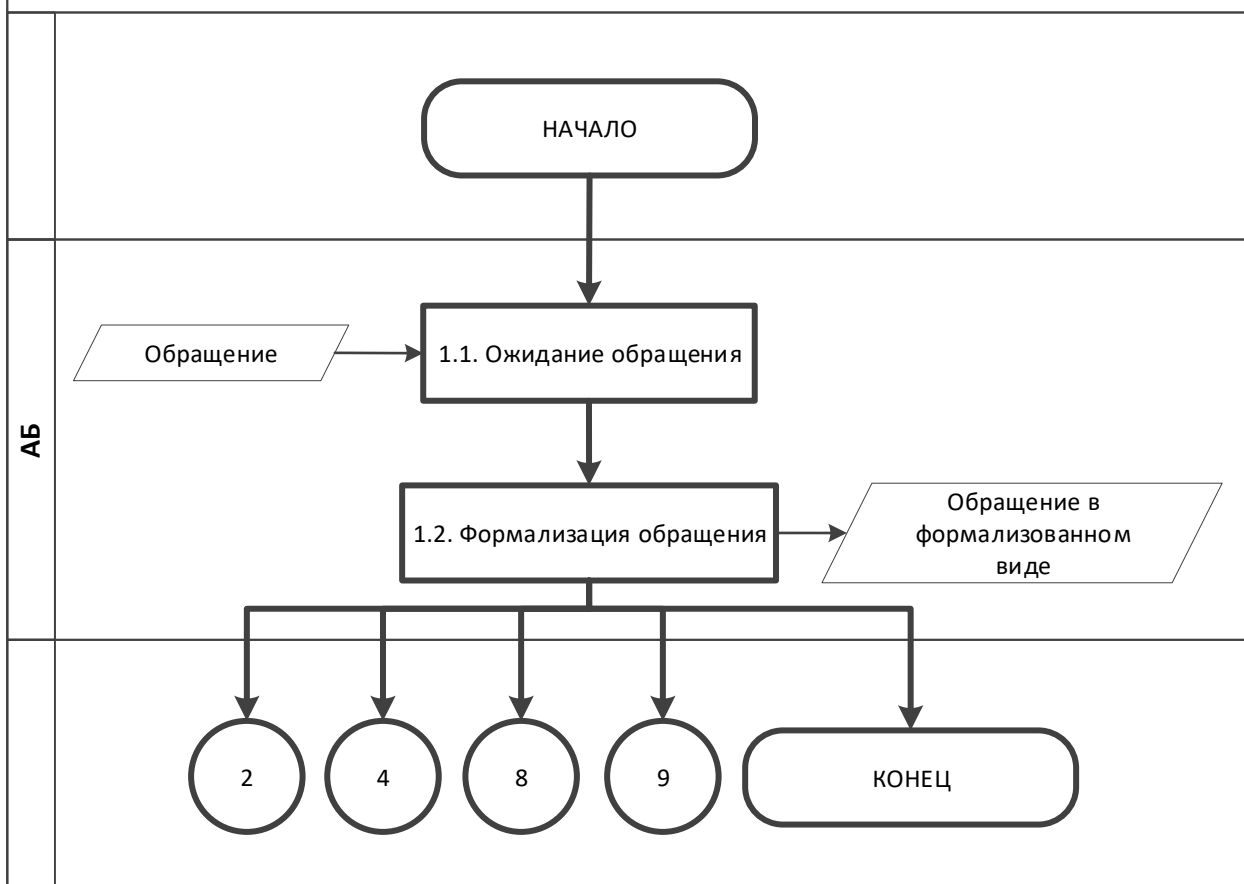 НАЧАЛО
АБ
Обращение
1.1. Ожидание обращения
1.2. Формализация обращения
Обращение в
формализованном
виде
2
4
8
9
КОНЕЦ